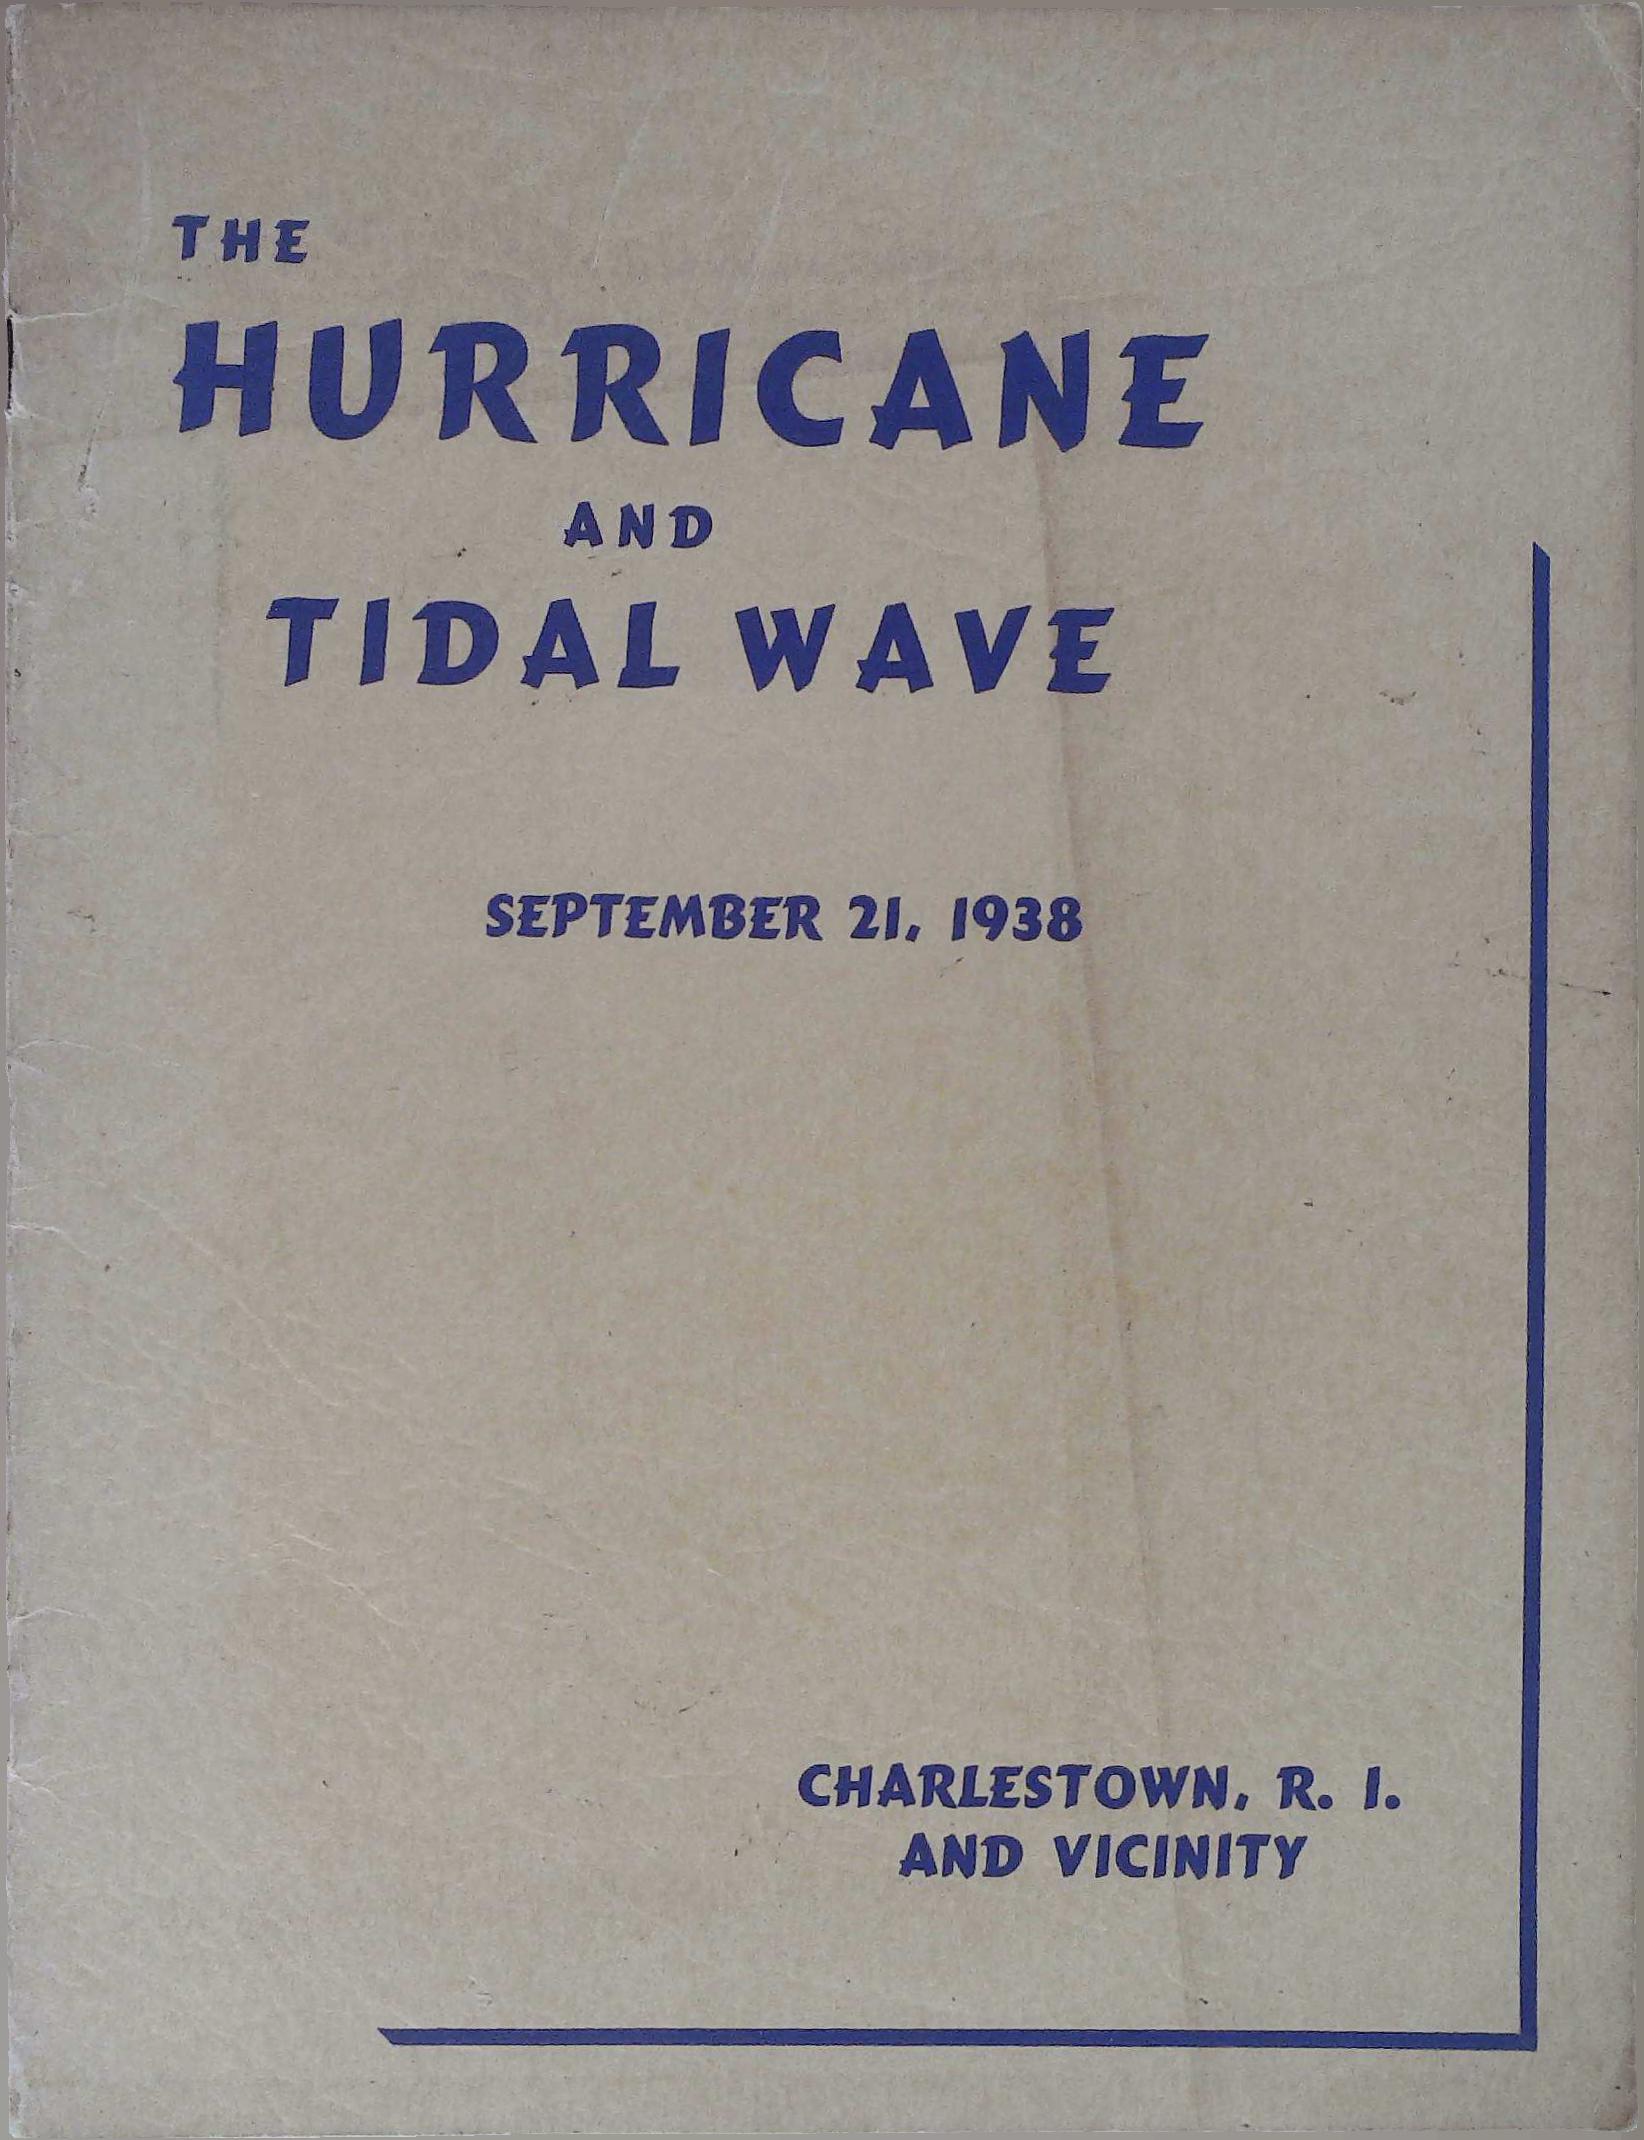 THE
HURRICANE
AND
TIDAL WAVE
SEPTEMBER 21, 1938
CHARLESTOWN, R. I.
AND VICINITY